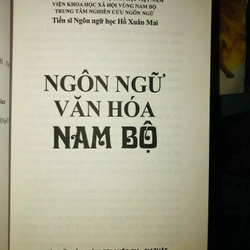 VIỆN KHOA HỌC XÃ HỘI VÙNG NAM BỘ
TRUNG TÂM NGHIÊN CỨU NGÔN NGỮ
Tiến sĩ Ngôn ngữ học Hồ Xuân Mai
NGÔN NGỮ
VĂN HÓA
NAM BỘ